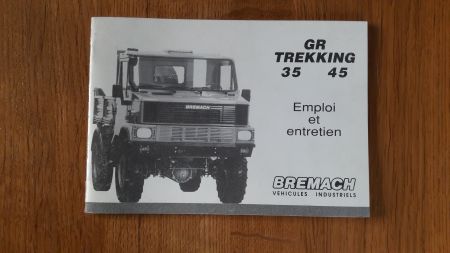 GR
TREKKING
35 45
Emploi
et
entretien
BREMACH
BREMACH
VEHICULES INDUSTRIELS